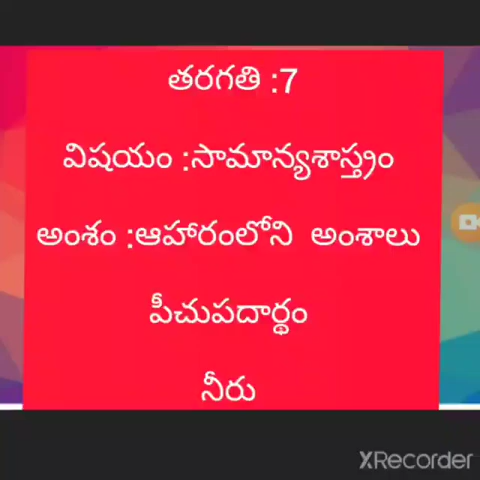 తరగతి :7
విషయం :సామాన్యశాస్త్రం
అంశం :ఆహారంలోని అంశాలు
పీచుపదార్థం
నీరు
XRecorder